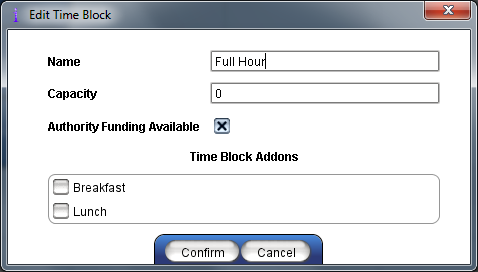 Edit Time Block
Name Full Hour
Capacity 0
Authority Funding Available
Time Block Addons
Breakfast
Lunch
Confirm Cancel